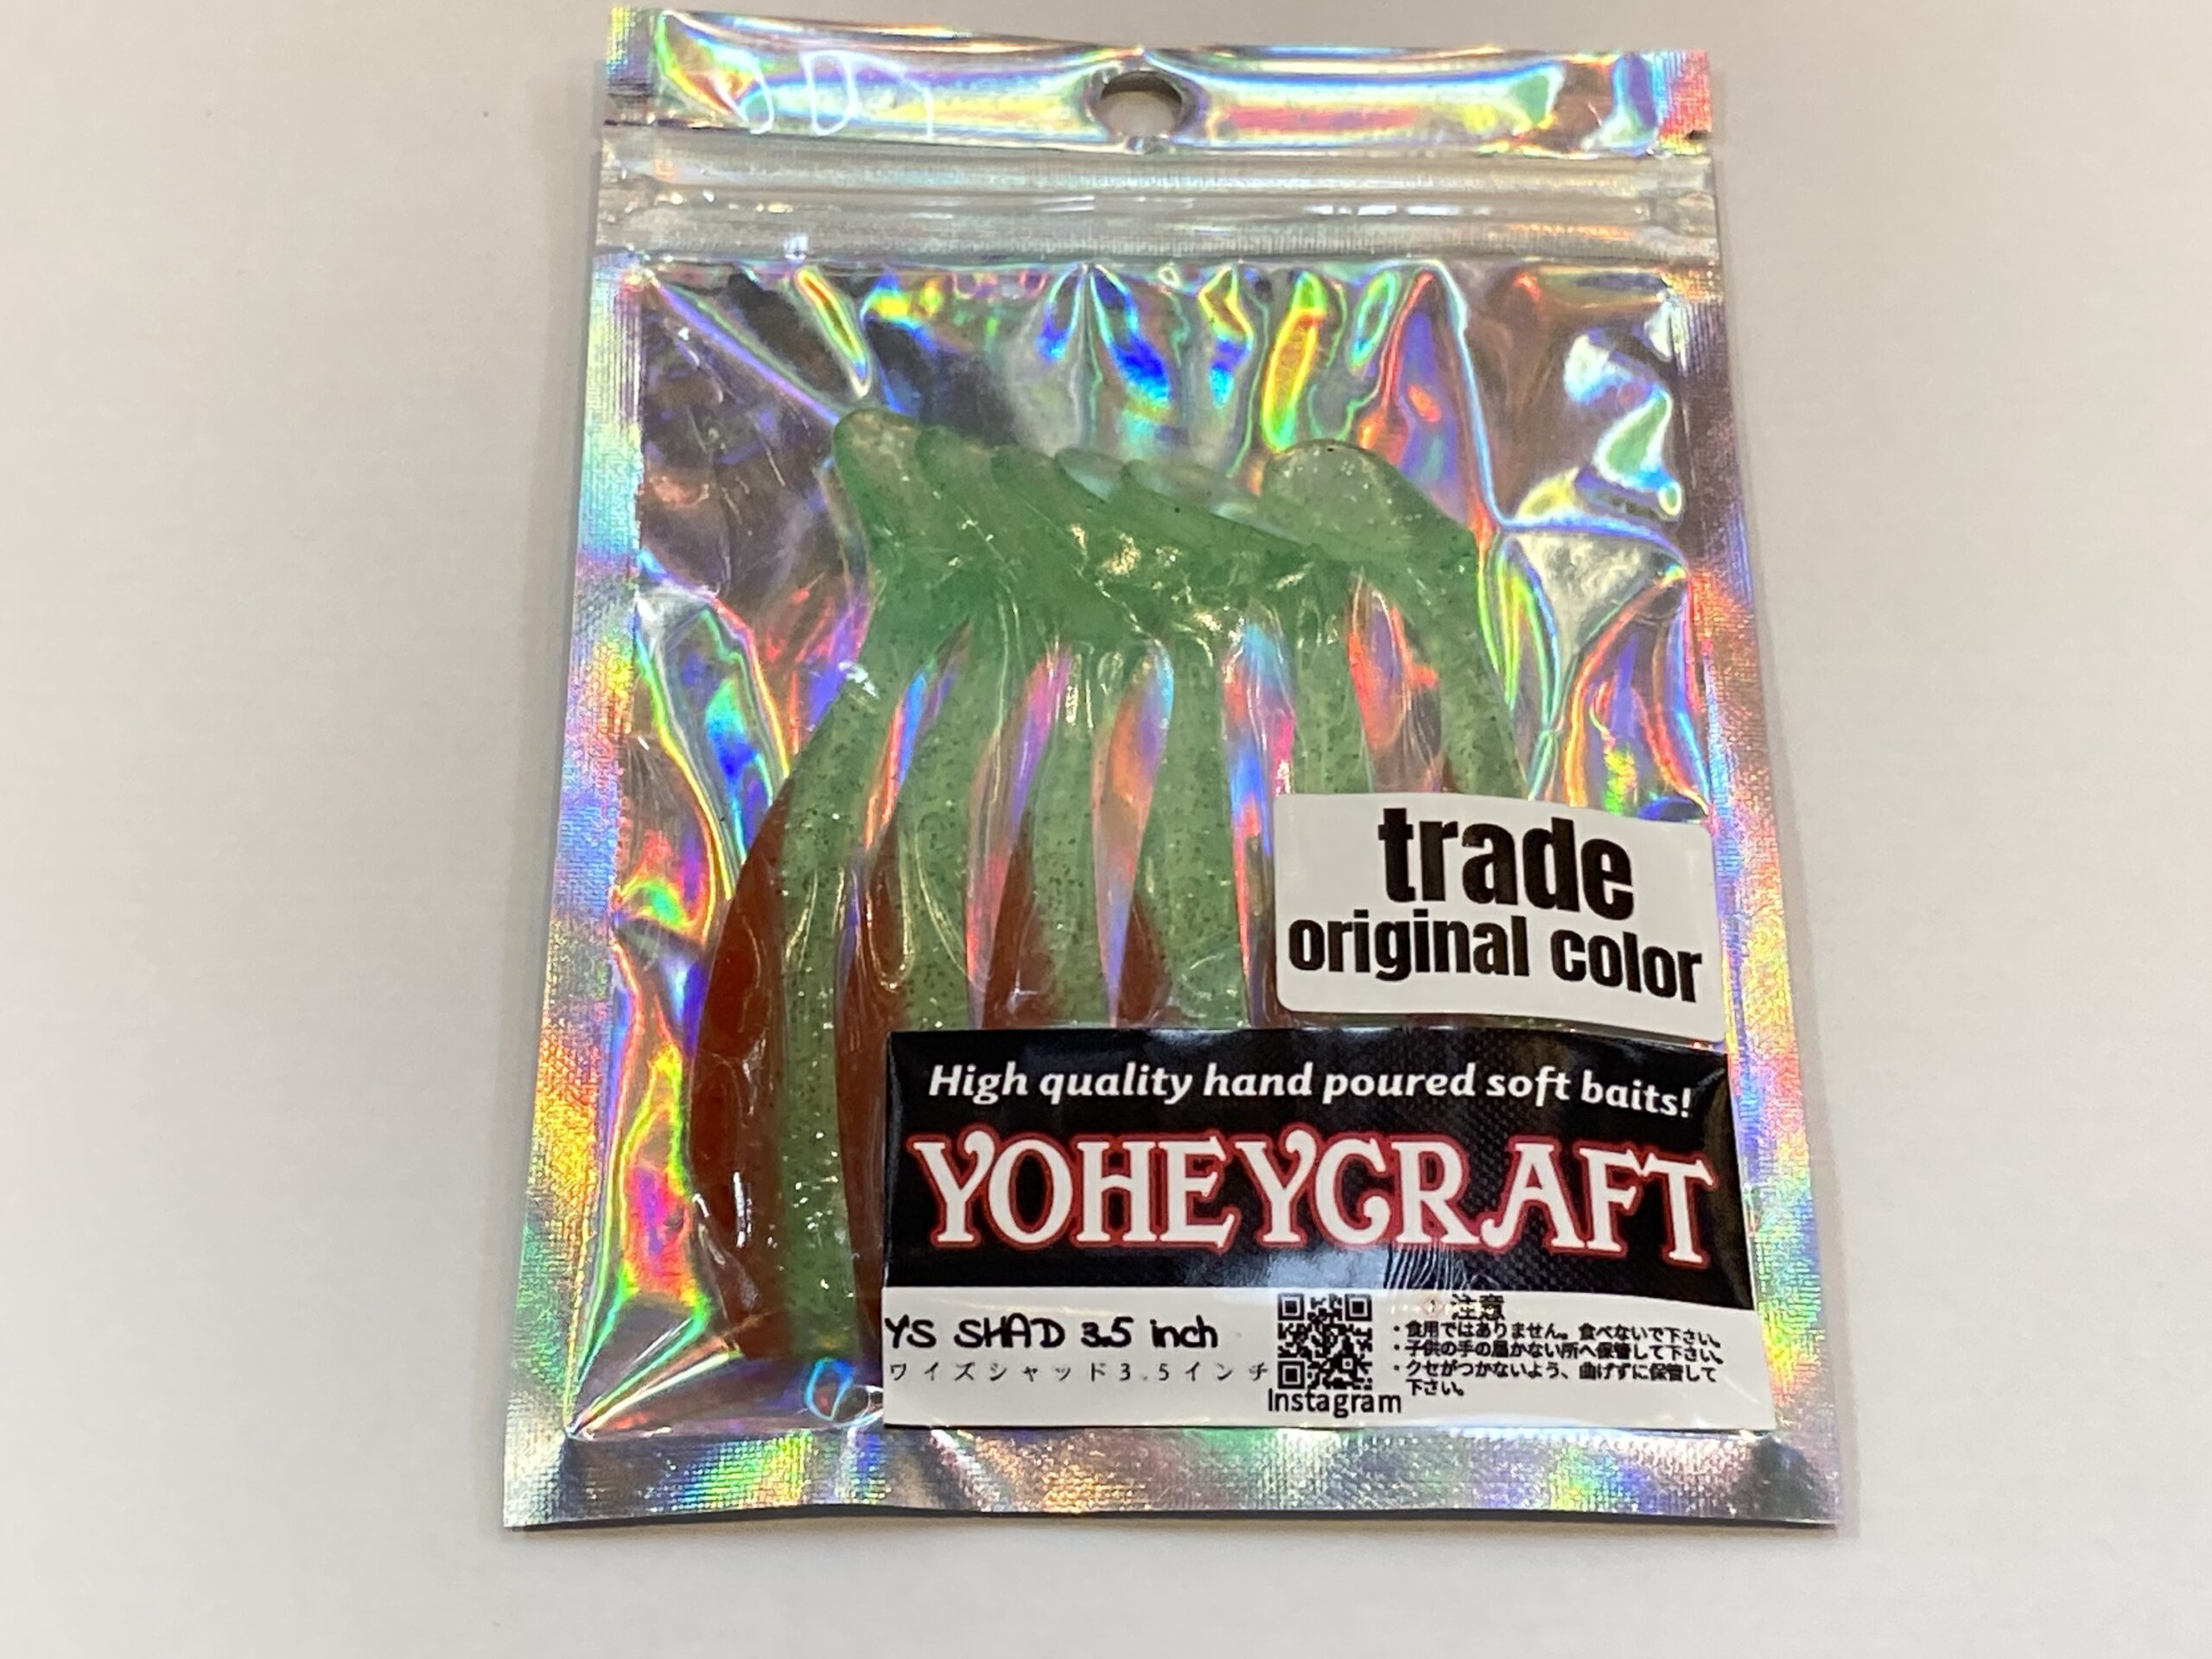 trade
original color
High quality hand poured soft baits!
YOHEYCRAFT
YS SHAD 3.5 inch
ワイズシャッド3.5インチ
Instagram
注意
・食用ではありません。食べないで下さい。
・子供の手の届かない所へ保管して下さい。
・クセがつかないよう、曲げずに保管して
下さい。